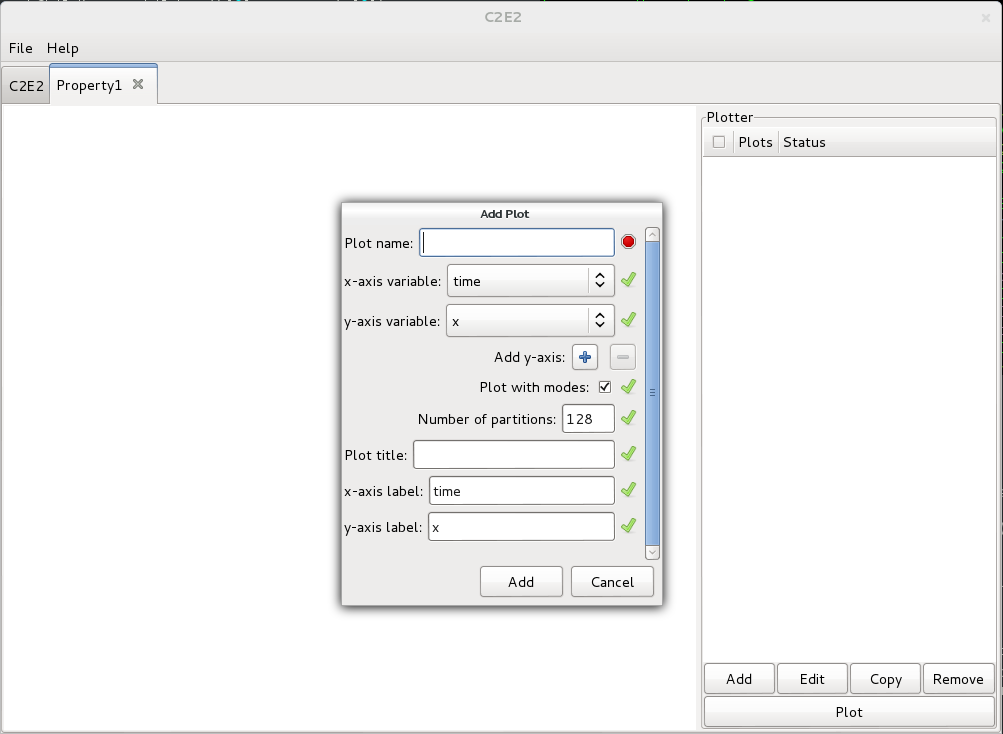 C2E2
File Help
C2E2 Property1
Plotter
Plots Status
Add Plot
Plot name:
x-axis variable: time
y-axis variable: x
Add y-axis:
Plot with modes:
Number of partitions: 128
Plot title:
x-axis label: time
y-axis label: x
Add Cancel
Add Edit Copy Remove
Plot